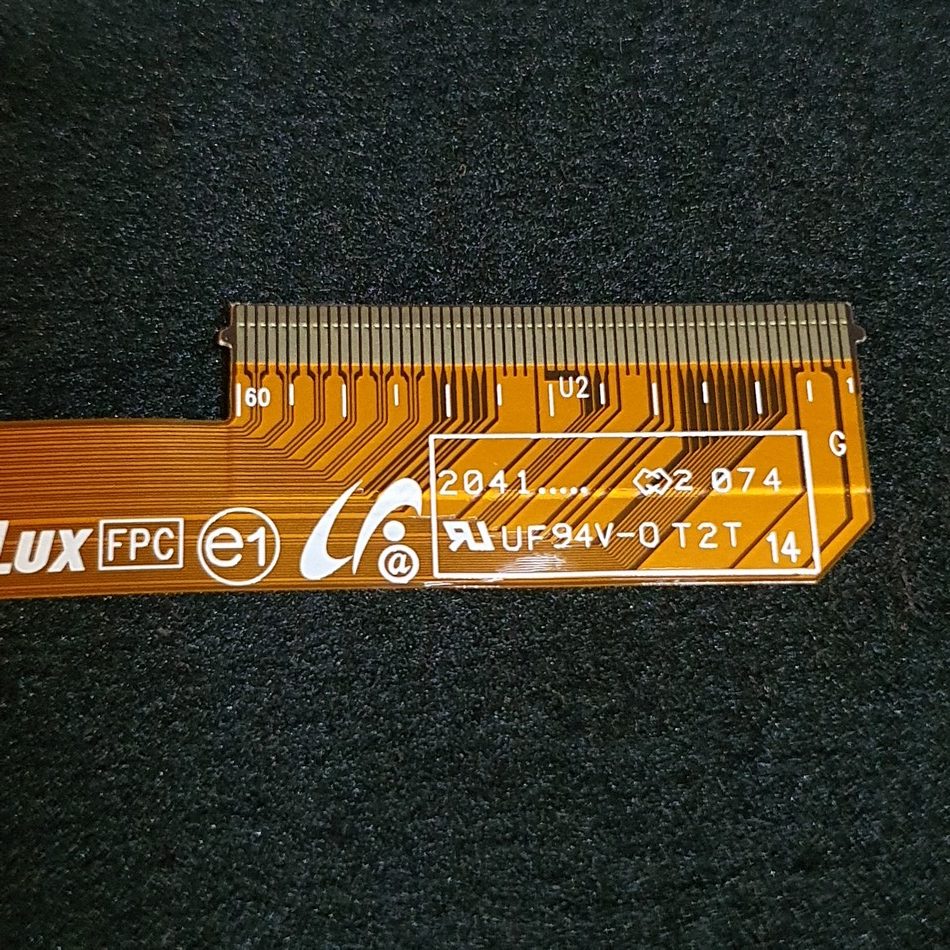 60 U2 1
G
2041..... 2 074
LUX FPC e1 @ UF94V-0 T2T 14